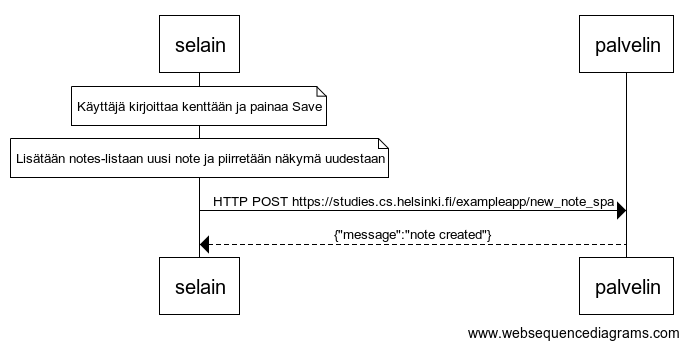 selain
palvelin
Käyttäjä kirjoittaa kenttään ja painaa Save
Lisätään notes-listaan uusi note ja piirretään näkymä uudestaan
HTTP POST https://studies.cs.helsinki.fi/exampleapp/new_note_spa
{"message":"note created"}
selain
palvelin
www.websequencediagrams.com